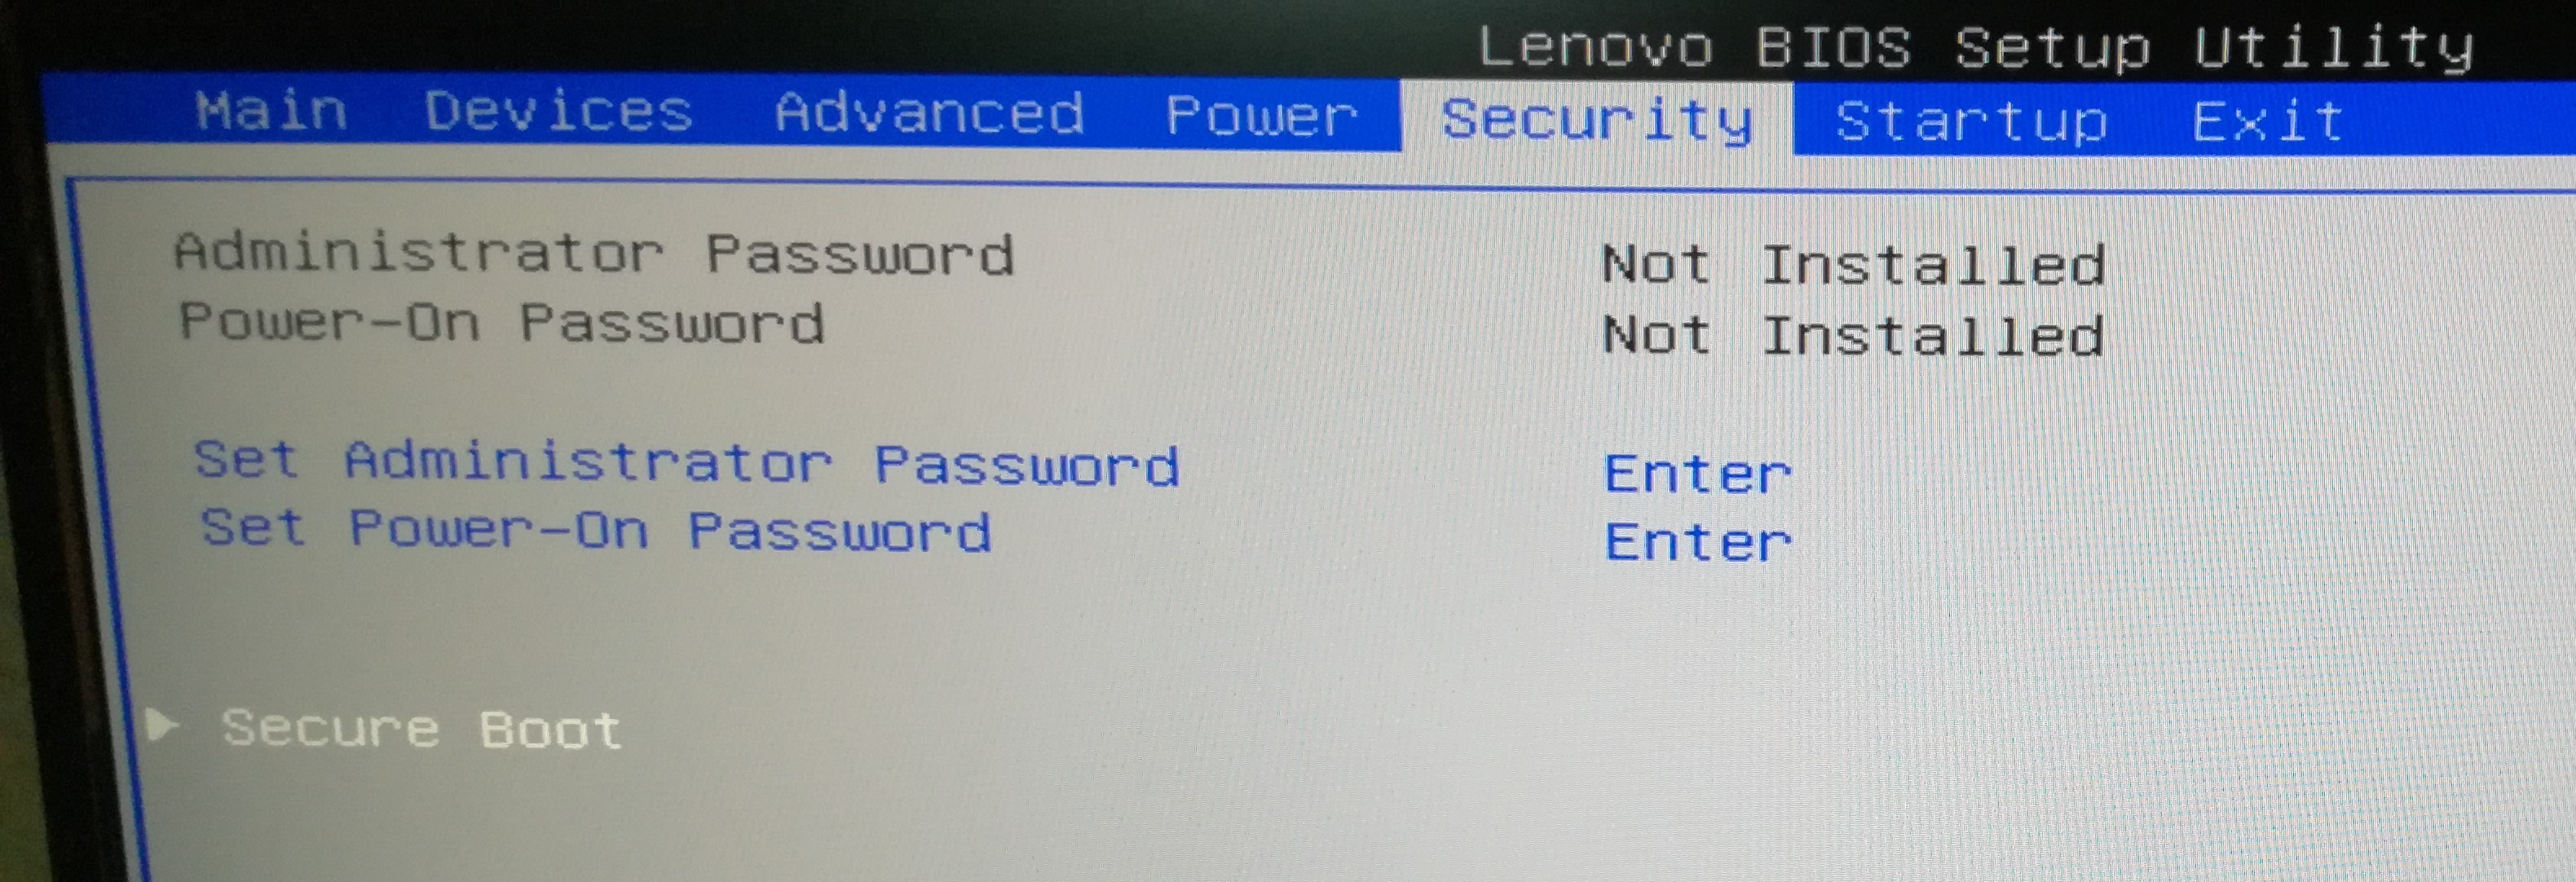 Lenovo BIOS Setup Utility
Main Devices Advanced Power Security Startup Exit
Administrator Password Not Installed
Power-On Password Not Installed
Set Administrator Password Enter
Set Power-On Password Enter
Secure Boot